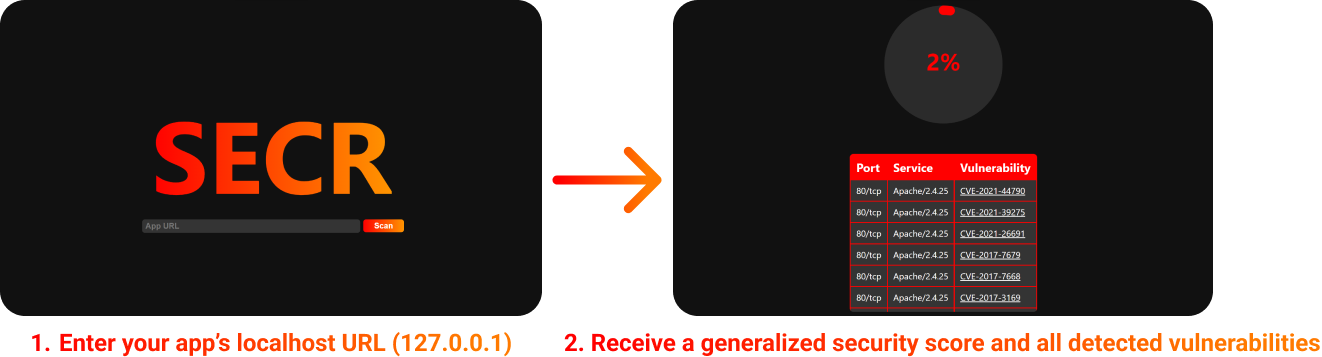 SECR
App URL
Scan
2%
Port Service Vulnerability
80/tcp Apache/2.4.25 CVE-2021-44790
80/tcp Apache/2.4.25 CVE-2021-39275
80/tcp Apache/2.4.25 CVE-2021-26691
80/tcp Apache/2.4.25 CVE-2017-7679
80/tcp Apache/2.4.25 CVE-2017-7668
80/tcp Apache/2.4.25 CVE-2017-3169
1. Enter your app’s localhost URL (127.0.0.1)
2. Receive a generalized security score and all detected vulnerabilities